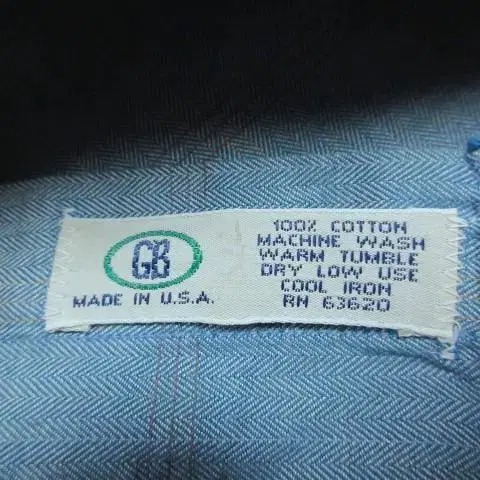 GB
MADE IN U.S.A.
100% COTTON
MACHINE WASH
WARM TUMBLE
DRY LOW USE
COOL IRON
RN 63620